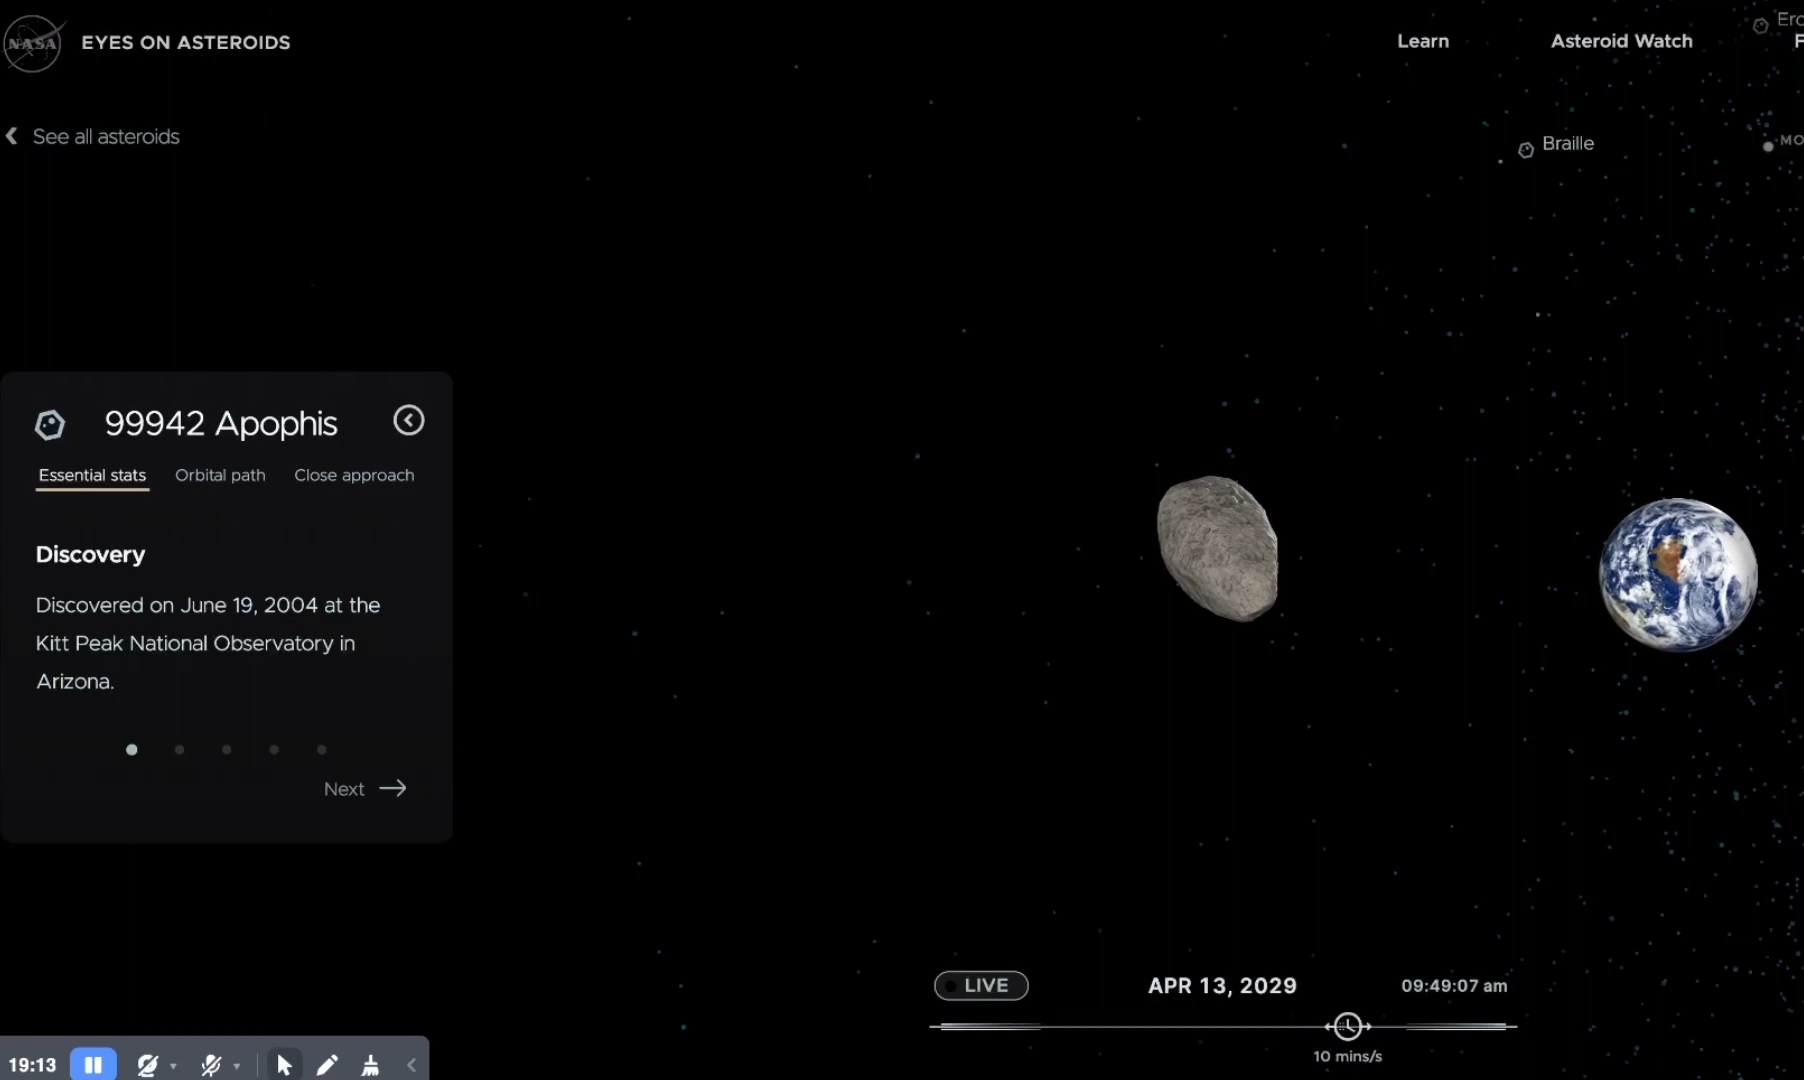 NASA
EYES ON ASTEROIDS
Learn
Asteroid Watch
See all asteroids
Braille
99942 Apophis
Essential stats
Orbital path
Close approach
Discovery
Discovered on June 19, 2004 at the
Kitt Peak National Observatory in
Arizona.
Next
LIVE
APR 13, 2029
09:49:07 am
10 mins/s
19:13